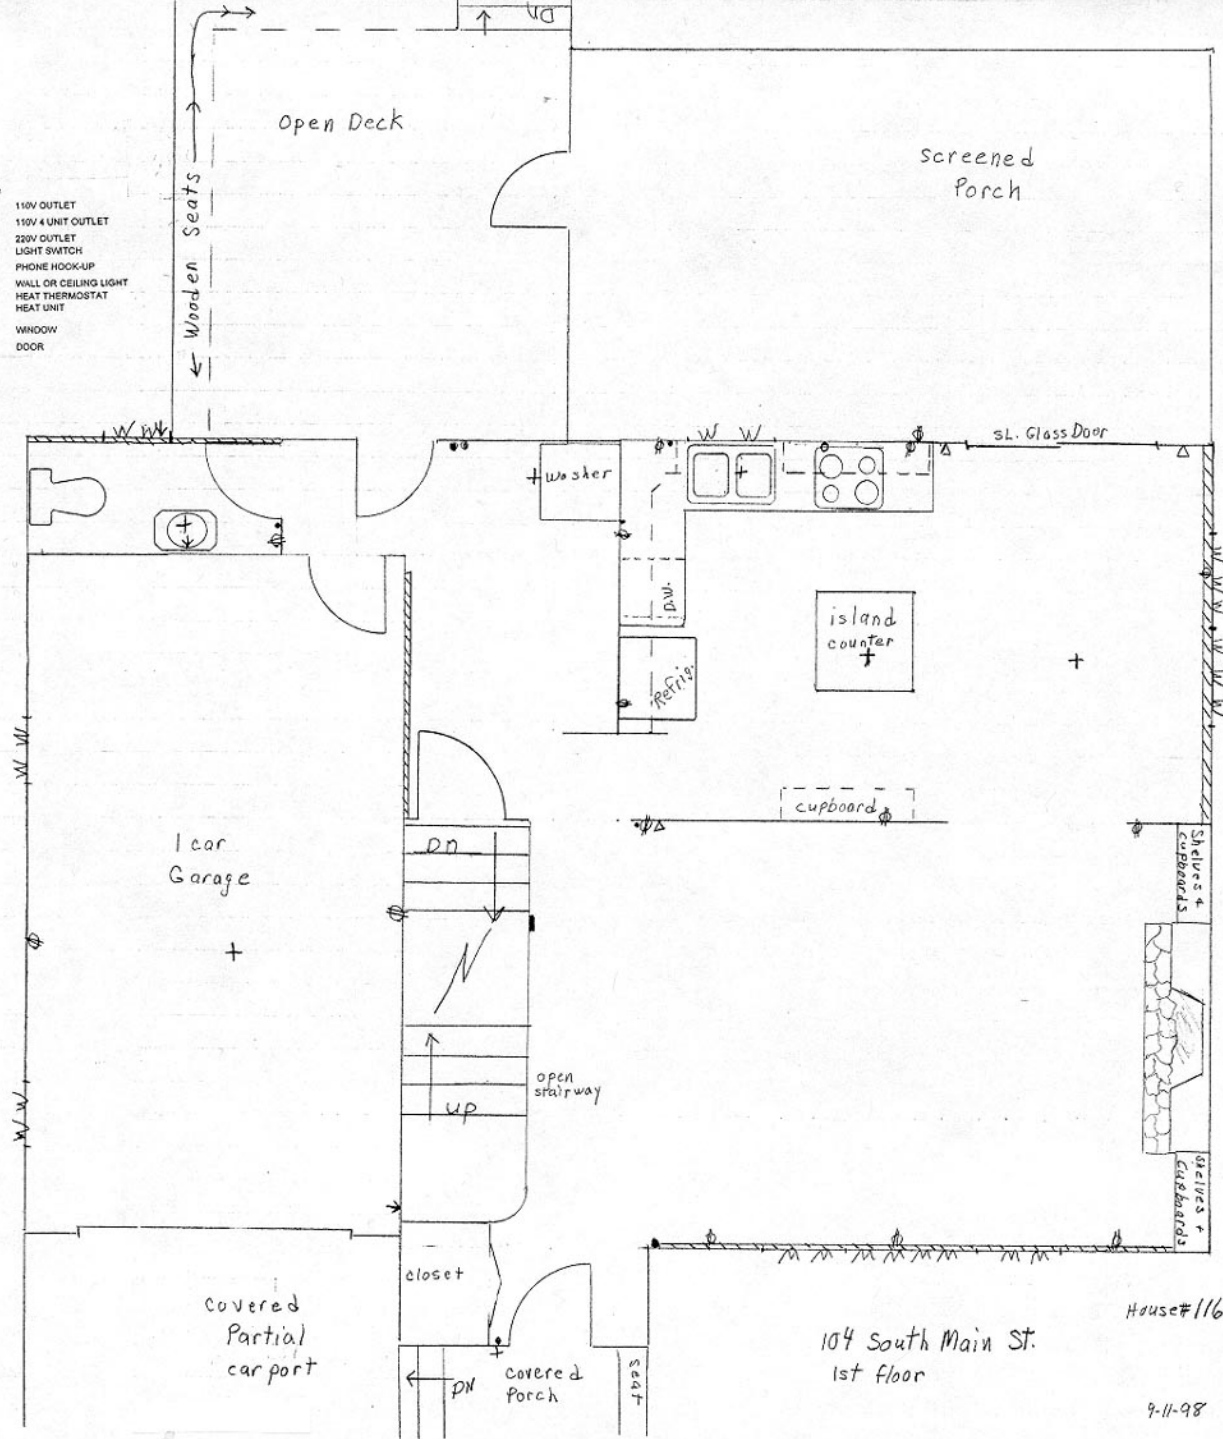 DN
Open Deck
Screened
Porch
← Wooden Seats →
110V OUTLET
110V 4 UNIT OUTLET
220V OUTLET
LIGHT SWITCH
PHONE HOOK-UP
WALL OR CEILING LIGHT
HEAT THERMOSTAT
HEAT UNIT
WINDOW
DOOR
W W
W W
SL. Glass Door
washer
D.W.
island
counter
W W W
W W W
Refrig.
W W
cupboard
1 car
Garage
DN
Shelves &
cupboards
open
stairway
UP
W W
Shelves +
Cupboards
closet
W W W W W W
Covered
Partial
carport
House#116
104 South Main St.
1st floor
DN
covered
Porch
Seat
9-11-98